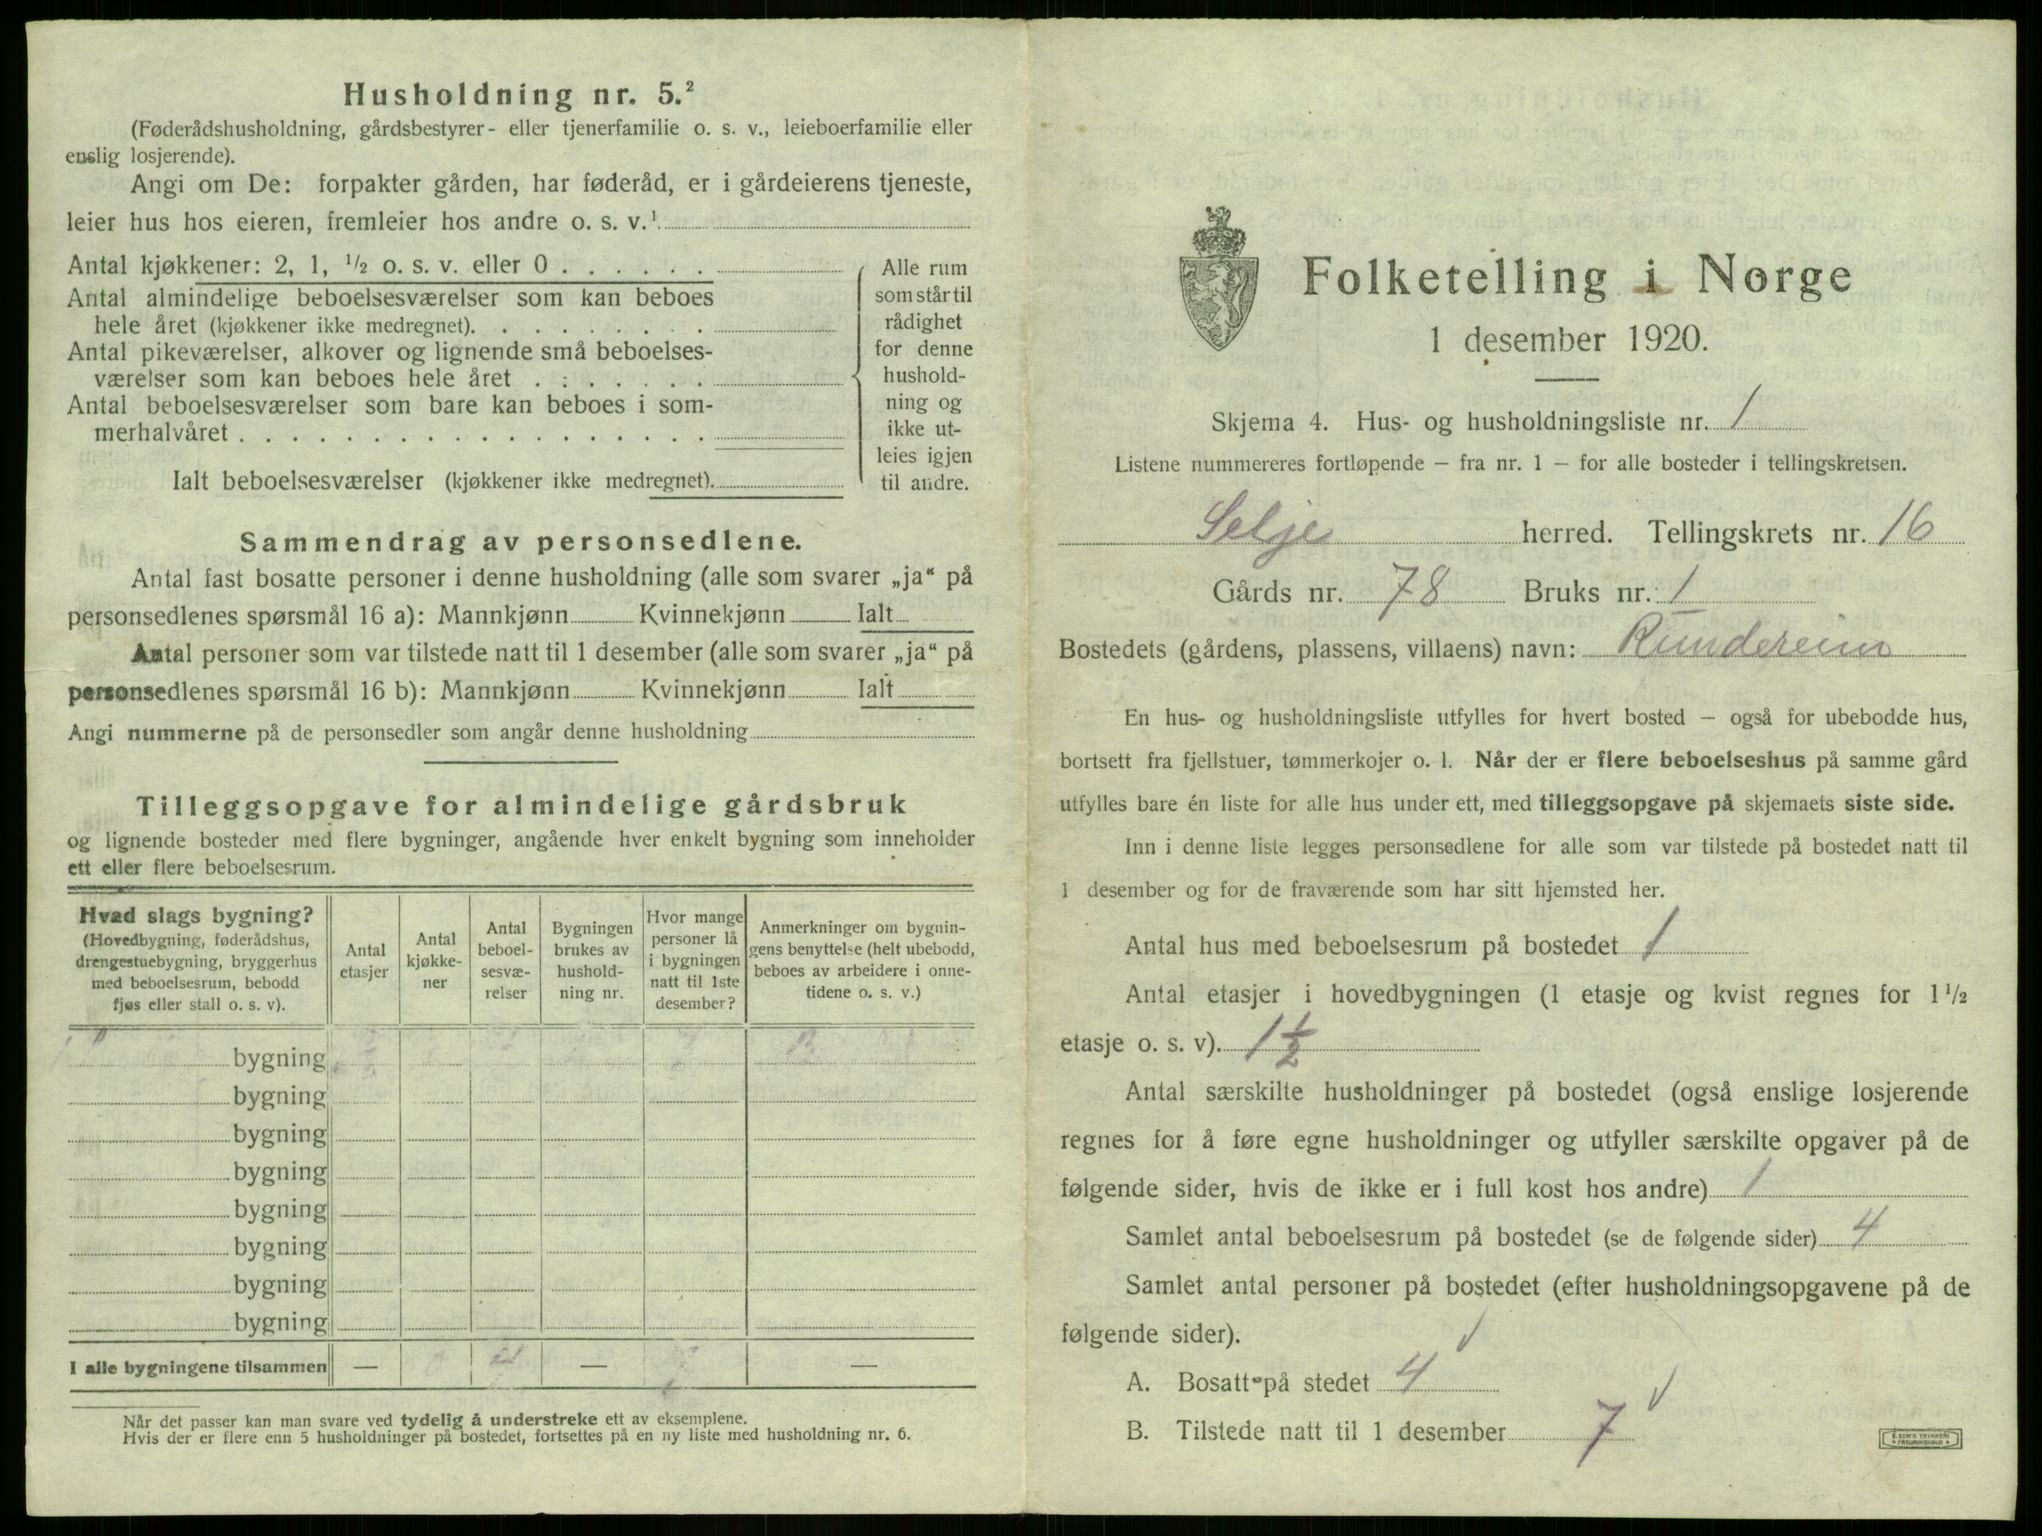 Husholdning nr. 5.²
(Føderådshusholdning, gårdsbestyrer- eller tjenerfamilie o. s. v., leieboerfamilie eller
enslig losjerende).
Angi om De: forpakter gården, har føderåd, er i gårdeierens tjeneste,
leier hus hos eieren, fremleier hos andre o. s. v.¹
Antal kjøkkener: 2, 1, ½ o. s. v. eller 0 . . . . . .
Antal almindelige beboelsesværelser som kan beboes
hele året (kjøkkener ikke medregnet). . . . . . . . .
Antal pikeværelser, alkover og lignende små beboelses-
værelser som kan beboes hele året . . . . . . .
Antal beboelsesværelser som bare kan beboes i som-
merhalvåret . . . . . . . . . . . . . . . . . .
Ialt beboelsesværelser (kjøkkener ikke medregnet).
Alle rum
som står til
rådighet
for denne
hushold-
ning og
ikke ut-
leies igjen
til andre.
Sammendrag av personsedlene.
Antal fast bosatte personer i denne husholdning (alle som svarer „ja“ på
personsedlenes spørsmål 16 a): Mannkjønn Kvinnekjønn Ialt
Antal personer som var tilstede natt til 1 desember (alle som svarer „ja“ på
personsedlenes spørsmål 16 b): Mannkjønn Kvinnekjønn Ialt
Angi nummerne på de personsedler som angår denne husholdning
Tilleggsopgave for almindelige gårdsbruk
og lignende bosteder med flere bygninger, angående hver enkelt bygning som inneholder
ett eller flere beboelsesrum.
Hvad slags bygning?
(Hovedbygning, føderådshus,
drengestuebygning, bryggerhus
med beboelsesrum, bebodd
fjøs eller stall o. s. v).
Antal
etasjer
Antal
kjøkke-
ner
Antal
beboel-
sesvæ-
relser
Bygningen
brukes av
hushold-
ning nr.
Hvor mange
personer lå
i bygningen
natt til 1ste
desember?
Anmerkninger om bygnin-
gens benyttelse (helt ubebodd,
beboes av arbeidere i onne-
tidene o. s. v.)
bygning
bygning
bygning
bygning
bygning
bygning
bygning
bygning
I alle bygningene tilsammen — — —
Når det passer kan man svare ved tydelig å understreke ett av eksemplene.
Hvis der er flere enn 5 husholdninger på bostedet, fortsettes på en ny liste med husholdning nr. 6.
Folketelling i Norge
1 desember 1920.
Skjema 4. Hus- og husholdningsliste nr. 1
Listene nummereres fortløpende – fra nr. 1 – for alle bosteder i tellingskretsen.
Selje herred. Tellingskrets nr. 16
Gårds nr. 78 Bruks nr. 1
Bostedets (gårdens, plassens, villaens) navn: Rundereim
En hus- og husholdningsliste utfylles for hvert bosted – også for ubebodde hus,
bortsett fra fjellstuer, tømmerkojer o. l. Når der er flere beboelseshus på samme gård
utfylles bare én liste for alle hus under ett, med tilleggsopgave på skjemaets siste side.
Inn i denne liste legges personsedlene for alle som var tilstede på bostedet natt til
1 desember og for de fraværende som har sitt hjemsted her.
Antal hus med beboelsesrum på bostedet 1
Antal etasjer i hovedbygningen (1 etasje og kvist regnes for 1½
etasje o. s. v). 1½
Antal særskilte husholdninger på bostedet (også enslige losjerende
regnes for å føre egne husholdninger og utfyller særskilte opgaver på de
følgende sider, hvis de ikke er i full kost hos andre) 1
Samlet antal beboelsesrum på bostedet (se de følgende sider) 4
Samlet antal personer på bostedet (efter husholdningsopgavene på de
følgende sider).
A. Bosatt på stedet 4
B. Tilstede natt til 1 desember 7